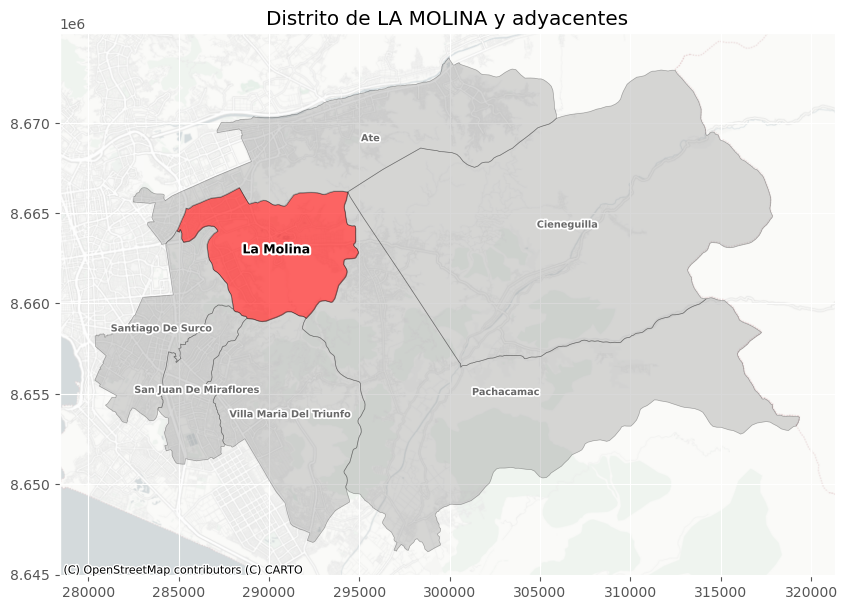 Distrito de LA MOLINA y adyacentes
1e6
8.670
Ate
8.665
Cieneguilla
La Molina
8.660
Santiago De Surco
8.655
San Juan De Miraflores
Pachacamac
Villa Maria Del Triunfo
8.650
(C) OpenStreetMap contributors (C) CARTO
8.645
280000 285000 290000 295000 300000 305000 310000 315000 320000